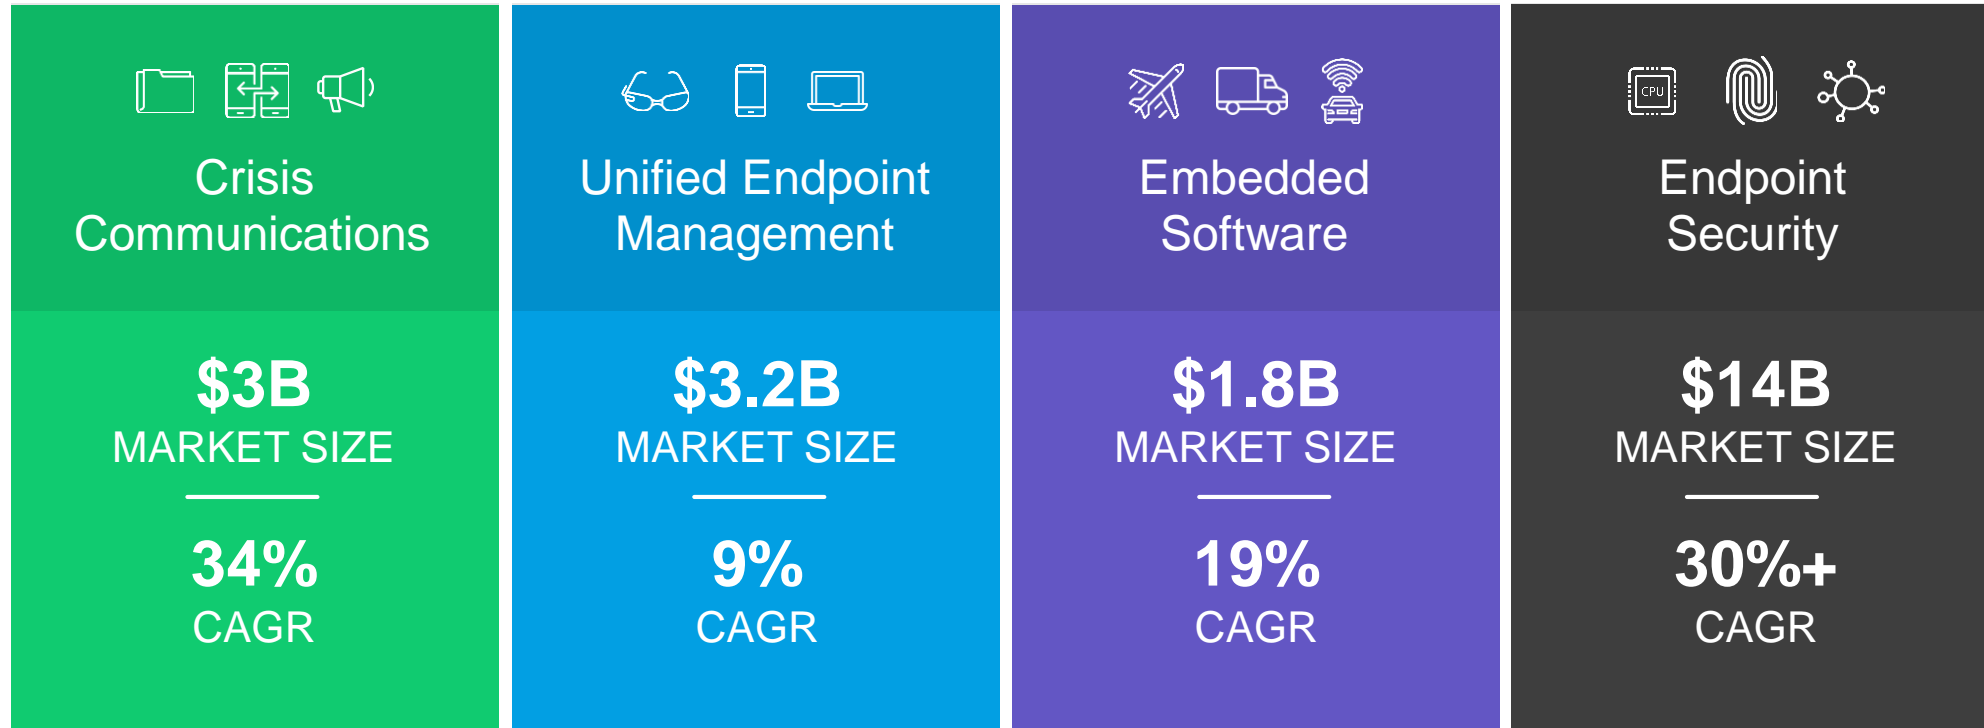 Crisis
Communications
$3B
MARKET SIZE
34%
CAGR
Unified Endpoint
Management
$3.2B
MARKET SIZE
9%
CAGR
Embedded
Software
$1.8B
MARKET SIZE
19%
CAGR
CPU
Endpoint
Security
$14B
MARKET SIZE
30%+
CAGR